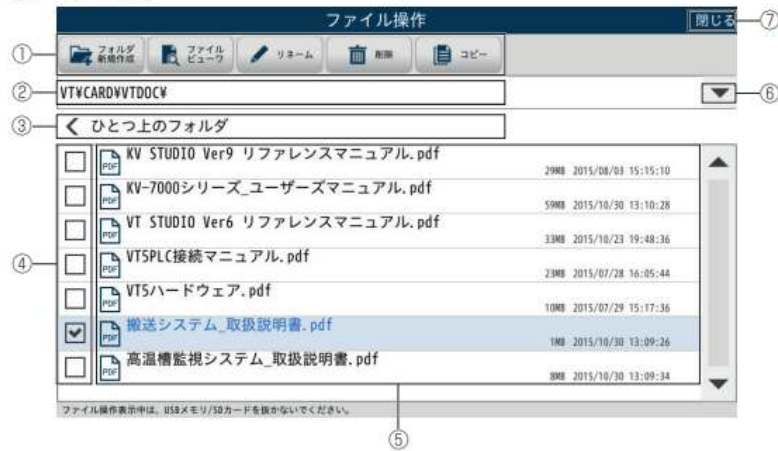 ファイル操作
閉じる
⑦
①
フォルダ
新規作成
ファイル
ビューワ
リネーム
削除
コピー
②
VT¥CARD¥VTDOC¥
⑥
③
ひとつ上のフォルダ
KV STUDIO Ver9 リファレンスマニュアル.pdf
29MB 2015/08/03 15:15:10
KV-7000シリーズ_ユーザーズマニュアル.pdf
59MB 2015/10/30 13:10:28
VT STUDIO Ver6 リファレンスマニュアル.pdf
33MB 2015/10/23 19:48:36
④
VT5PLC接続マニュアル.pdf
23MB 2015/07/28 16:05:44
VT5ハードウェア.pdf
10MB 2015/07/29 15:17:36
搬送システム_取扱説明書.pdf
1MB 2015/10/30 13:09:26
高温槽監視システム_取扱説明書.pdf
8MB 2015/10/30 13:09:34
ファイル操作表示中は、USBメモリ/SDカードを抜かないでください。
⑤